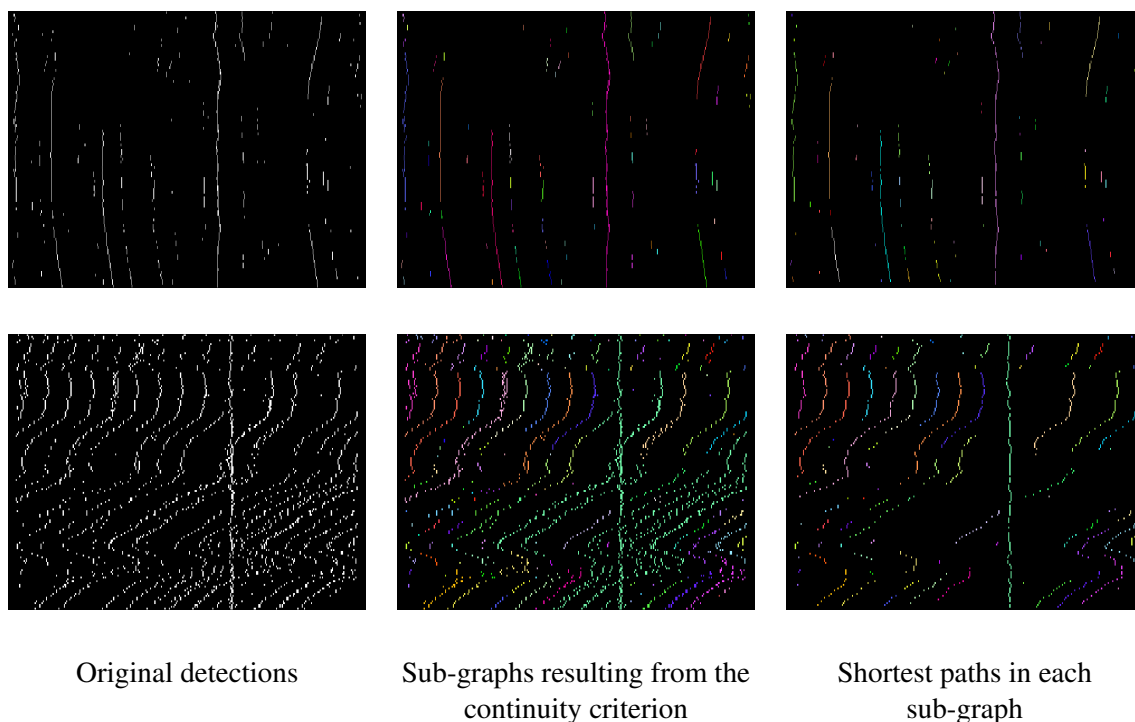 Original detections
Sub-graphs resulting from the
continuity criterion
Shortest paths in each
sub-graph